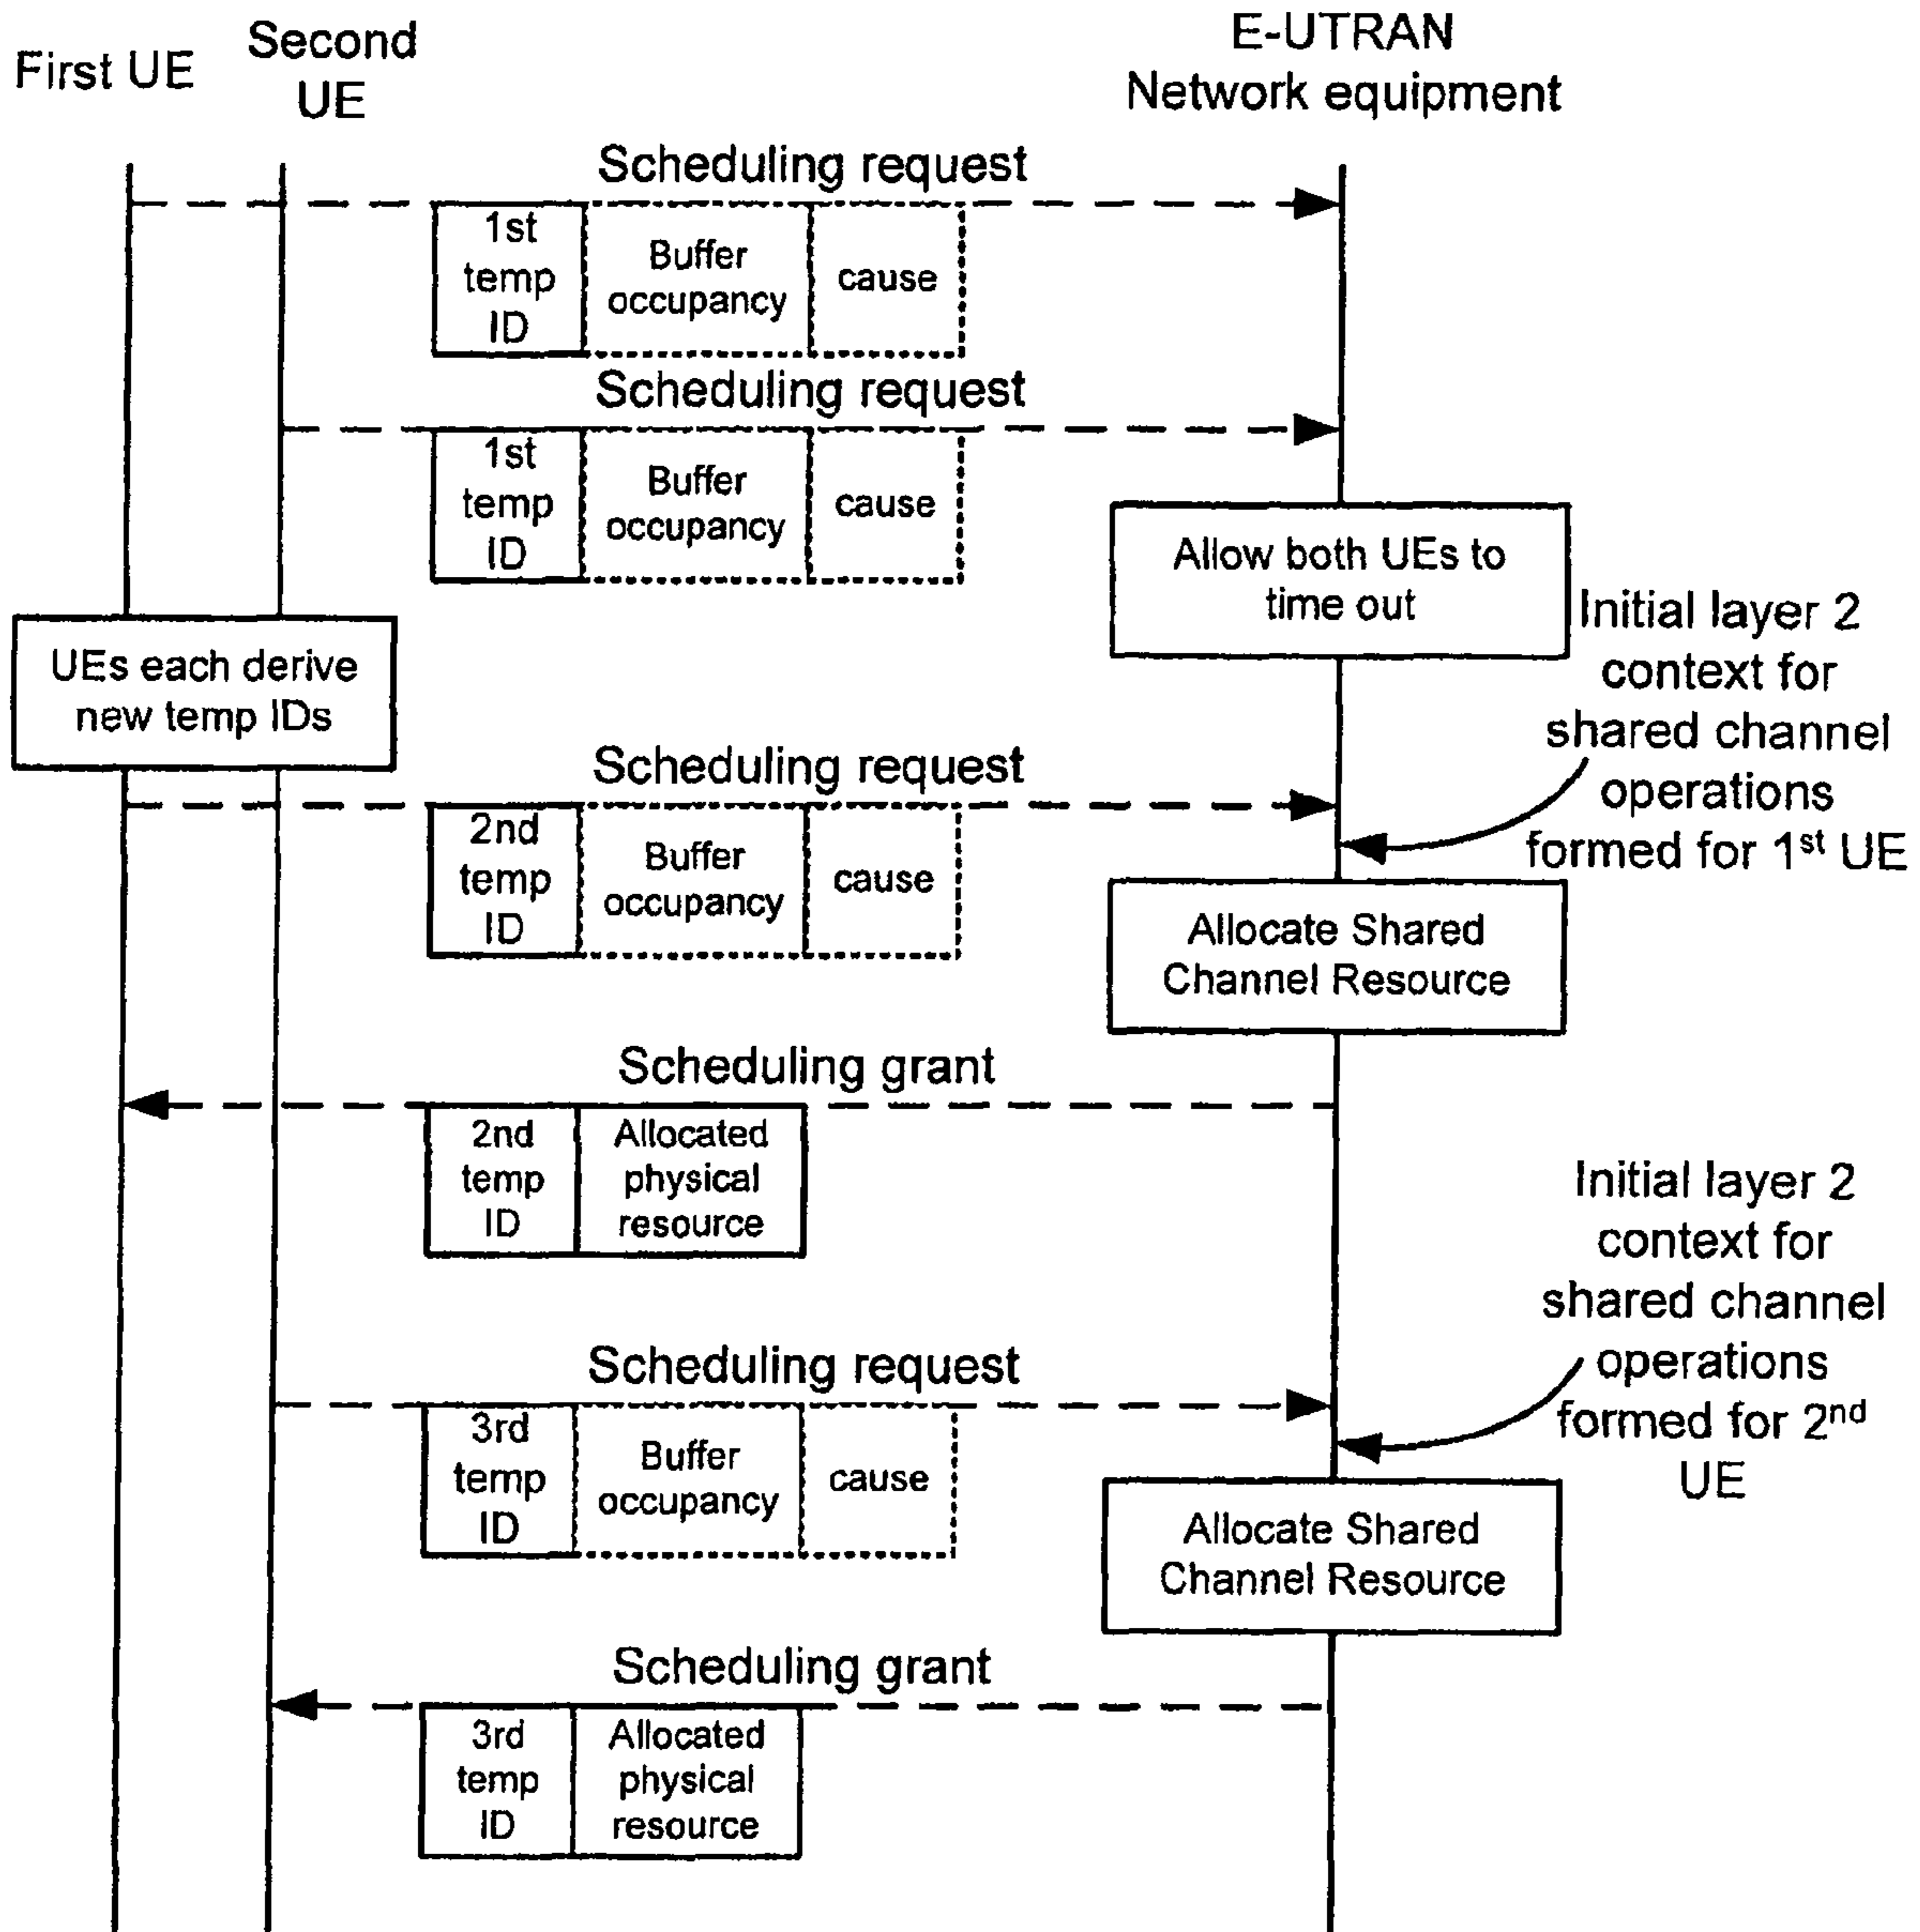 First UE
Second
UE
E-UTRAN
Network equipment
Scheduling request
1st
temp
ID
Buffer
occupancy
cause
Scheduling request
1st
temp
ID
Buffer
occupancy
cause
Allow both UEs to
time out
Initial layer 2
context for
shared channel
operations
formed for 1st UE
UEs each derive
new temp IDs
Scheduling request
2nd
temp
ID
Buffer
occupancy
cause
Allocate Shared
Channel Resource
Scheduling grant
2nd
temp
ID
Allocated
physical
resource
Initial layer 2
context for
shared channel
operations
formed for 2nd
UE
Scheduling request
3rd
temp
ID
Buffer
occupancy
cause
Allocate Shared
Channel Resource
Scheduling grant
3rd
temp
ID
Allocated
physical
resource